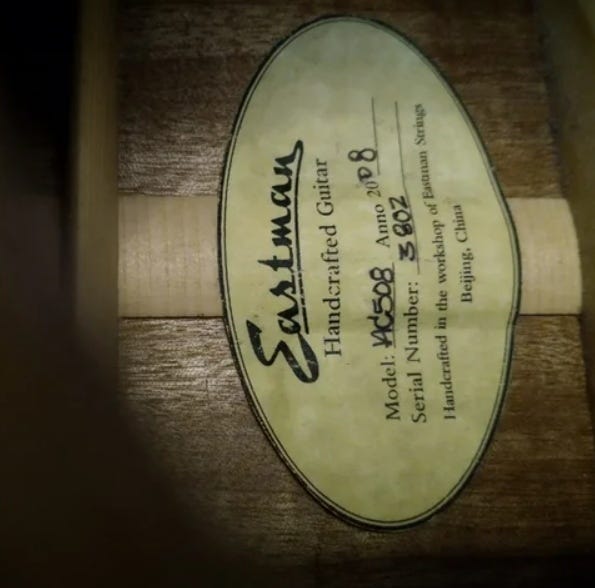 Eastman
Handcrafted Guitar
Model: AC508 Anno 2008
Serial Number: 3802
Handcrafted in the workshop of Eastman Strings
Beijing, China